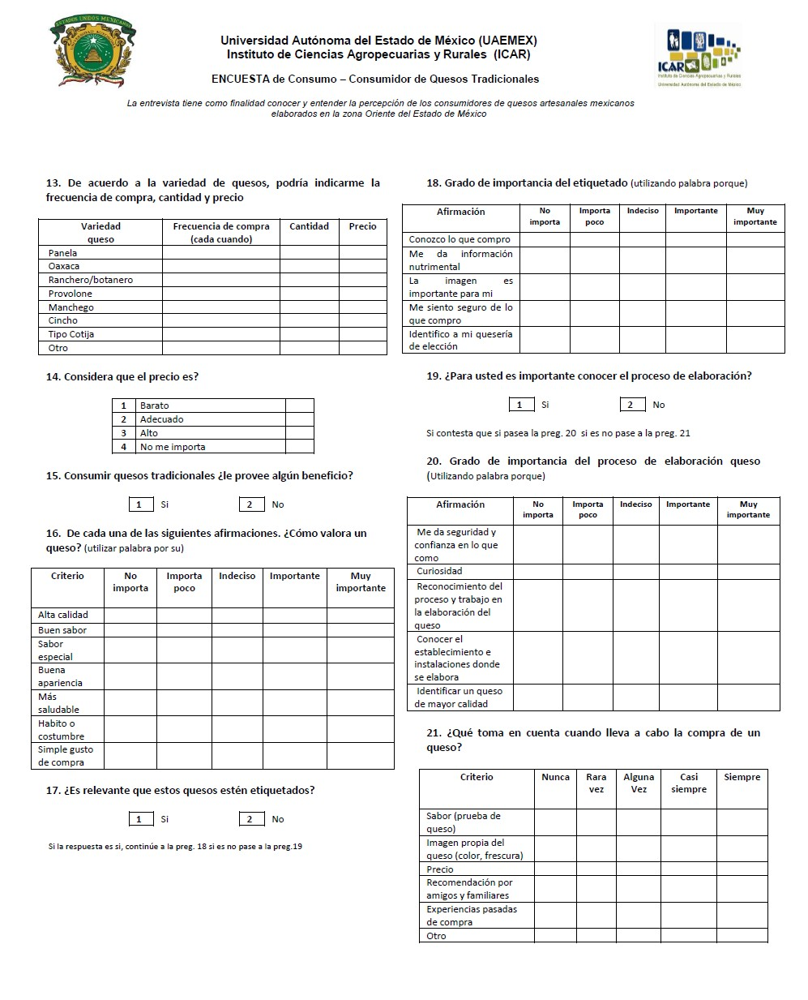 ESTADOS UNIDOS MEXICANOS
Universidad Autónoma del Estado de México (UAEMEX)
Instituto de Ciencias Agropecuarias y Rurales (ICAR)
ENCUESTA de Consumo – Consumidor de Quesos Tradicionales
La entrevista tiene como finalidad conocer y entender la percepción de los consumidores de quesos artesanales mexicanos
elaborados en la zona Oriente del Estado de México
ICAR
Instituto de Ciencias Agropecuarias y Rurales
Universidad Autónoma del Estado de México
13. De acuerdo a la variedad de quesos, podría indicarme la
frecuencia de compra, cantidad y precio
Variedad queso Frecuencia de compra (cada cuando) Cantidad Precio
Panela
Oaxaca
Ranchero/botanero
Provolone
Manchego
Cincho
Tipo Cotija
Otro
14. Considera que el precio es?
1 Barato
2 Adecuado
3 Alto
4 No me importa
15. Consumir quesos tradicionales ¿le provee algún beneficio?
1 Si 2 No
16. De cada una de las siguientes afirmaciones. ¿Cómo valora un
queso? (utilizar palabra por su)
Criterio No importa Importa poco Indeciso Importante Muy importante
Alta calidad
Buen sabor
Sabor
especial
Buena
apariencia
Más
saludable
Habito o
costumbre
Simple gusto
de compra
17. ¿Es relevante que estos quesos estén etiquetados?
1 Si 2 No
Si la respuesta es si, continúe a la preg. 18 si es no pase a la preg.19
18. Grado de importancia del etiquetado (utilizando palabra porque)
Afirmación No importa Importa poco Indeciso Importante Muy importante
Conozco lo que compro
Me da información
nutrimental
La imagen es
importante para mi
Me siento seguro de lo
que compro
Identifico a mi quesería
de elección
19. ¿Para usted es importante conocer el proceso de elaboración?
1 Si 2 No
Si contesta que si pasea la preg. 20 si es no pase a la preg. 21
20. Grado de importancia del proceso de elaboración queso
(Utilizando palabra porque)
Afirmación No importa Importa poco Indeciso Importante Muy importante
Me da seguridad y
confianza en lo que
como
Curiosidad
Reconocimiento del
proceso y trabajo en
la elaboración del
queso
Conocer el
establecimiento e
instalaciones donde
se elabora
Identificar un queso
de mayor calidad
21. ¿Qué toma en cuenta cuando lleva a cabo la compra de un
queso?
Criterio Nunca Rara vez Alguna Vez Casi siempre Siempre
Sabor (prueba de
queso)
Imagen propia del
queso (color, frescura)
Precio
Recomendación por
amigos y familiares
Experiencias pasadas
de compra
Otro